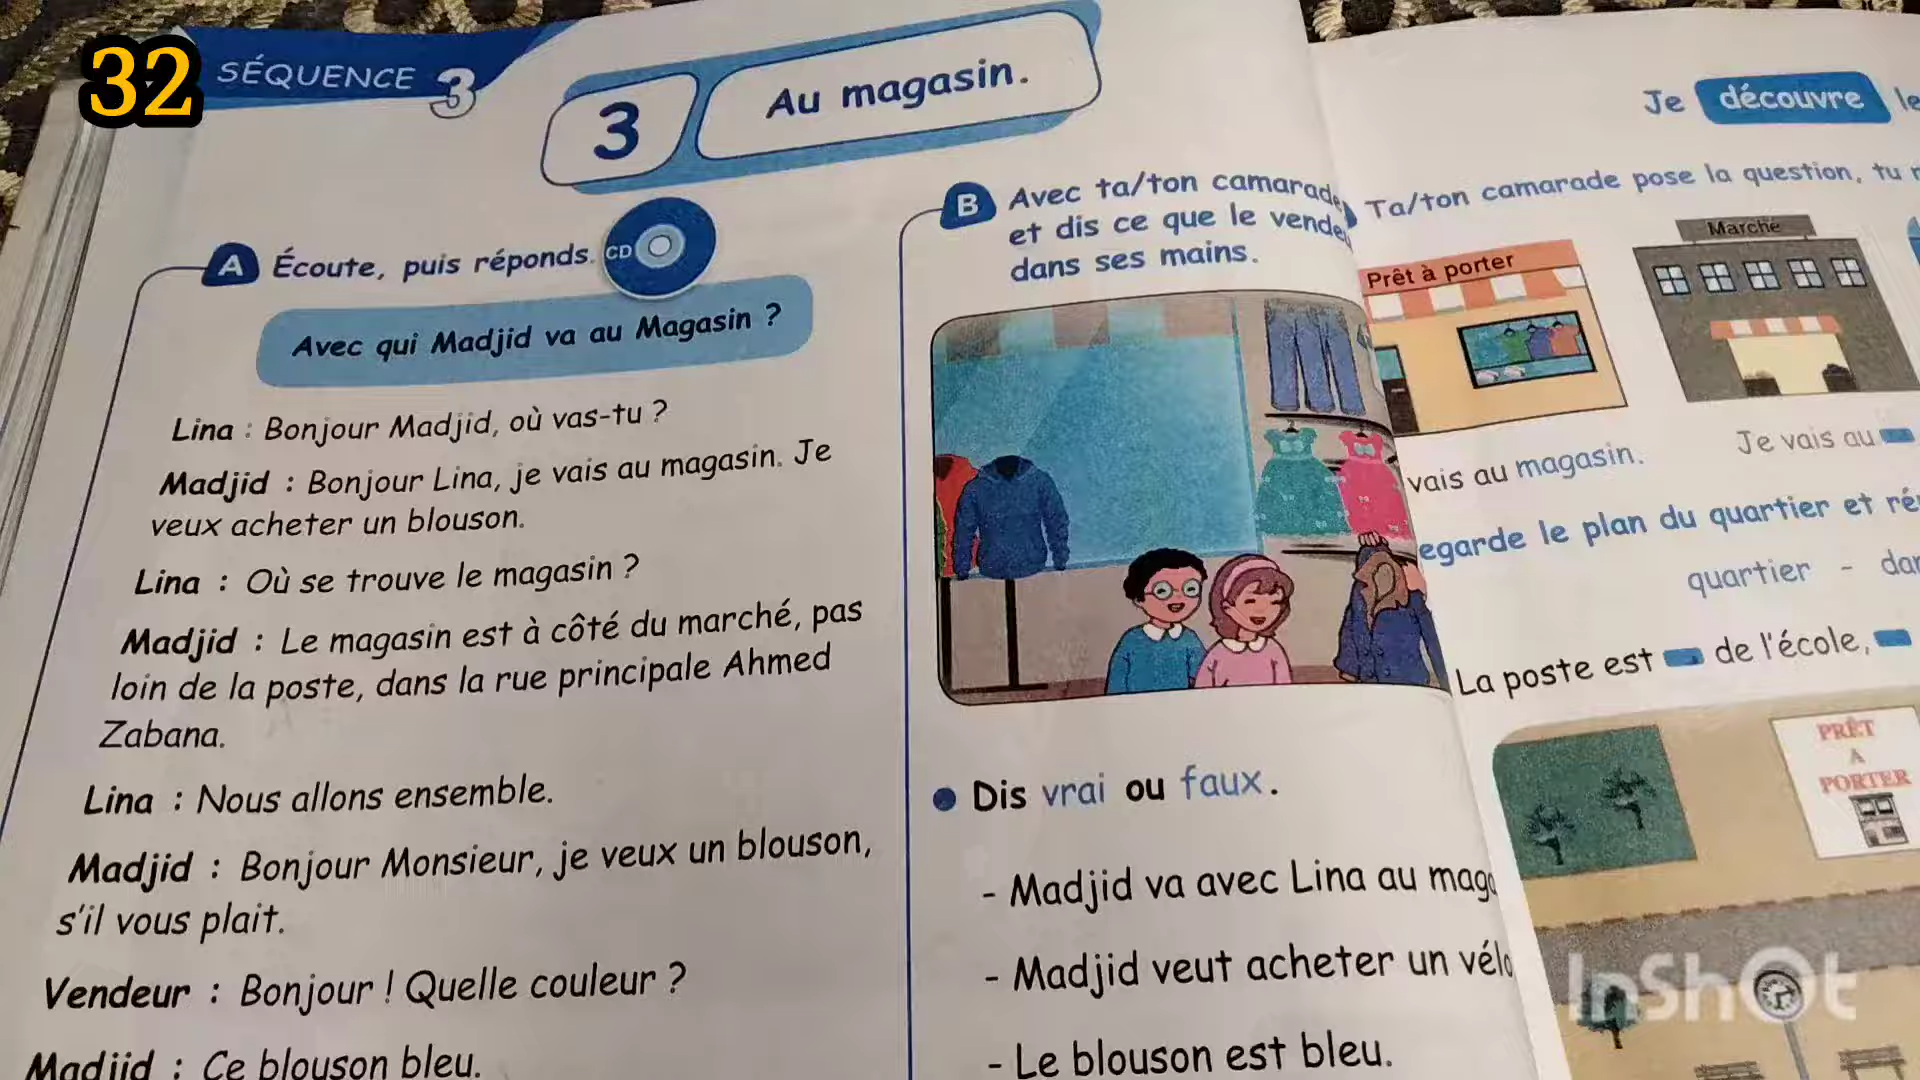 32
SÉQUENCE 3
3
Au magasin.
A Écoute, puis réponds. CD
Avec qui Madjid va au Magasin ?
Lina : Bonjour Madjid, où vas-tu ?
Madjid : Bonjour Lina, je vais au magasin. Je
veux acheter un blouson.
Lina : Où se trouve le magasin ?
Madjid : Le magasin est à côté du marché, pas
loin de la poste, dans la rue principale Ahmed
Zabana.
Lina : Nous allons ensemble.
Madjid : Bonjour Monsieur, je veux un blouson,
s'il vous plait.
Vendeur : Bonjour ! Quelle couleur ?
Madjid : Ce blouson bleu.
B Avec ta/ton camarade
et dis ce que le
dans ses mains.
Dis vrai ou faux.
- Madjid va avec Lina au
- Madjid veut acheter un
- Le blouson est bleu.
Je découvre
Ta/ton camarade pose la question, tu
Prêt à porter
Marché
vais au magasin.
Je vais au
egarde le plan du quartier et
quartier -
La poste est de l'école,
PRÊT
A
PORTER
InShOt